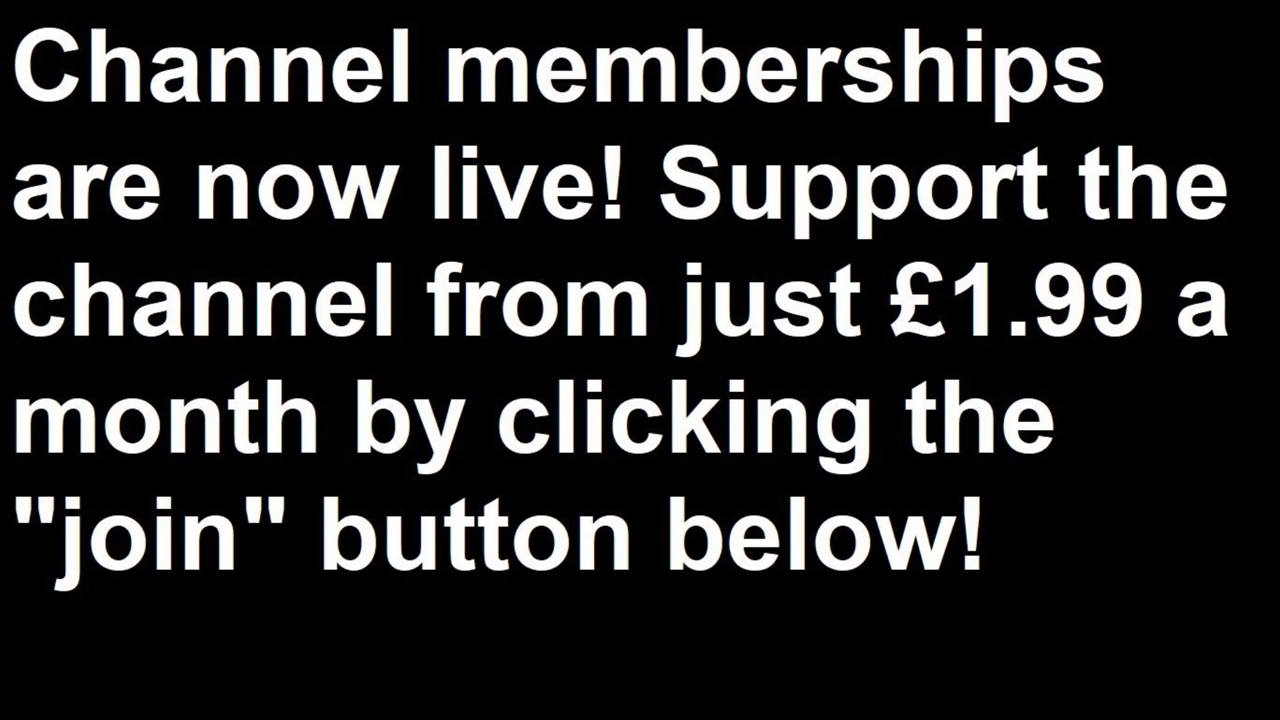 Channel memberships
are now live! Support the
channel from just £1.99 a
month by clicking the
"join" button below!